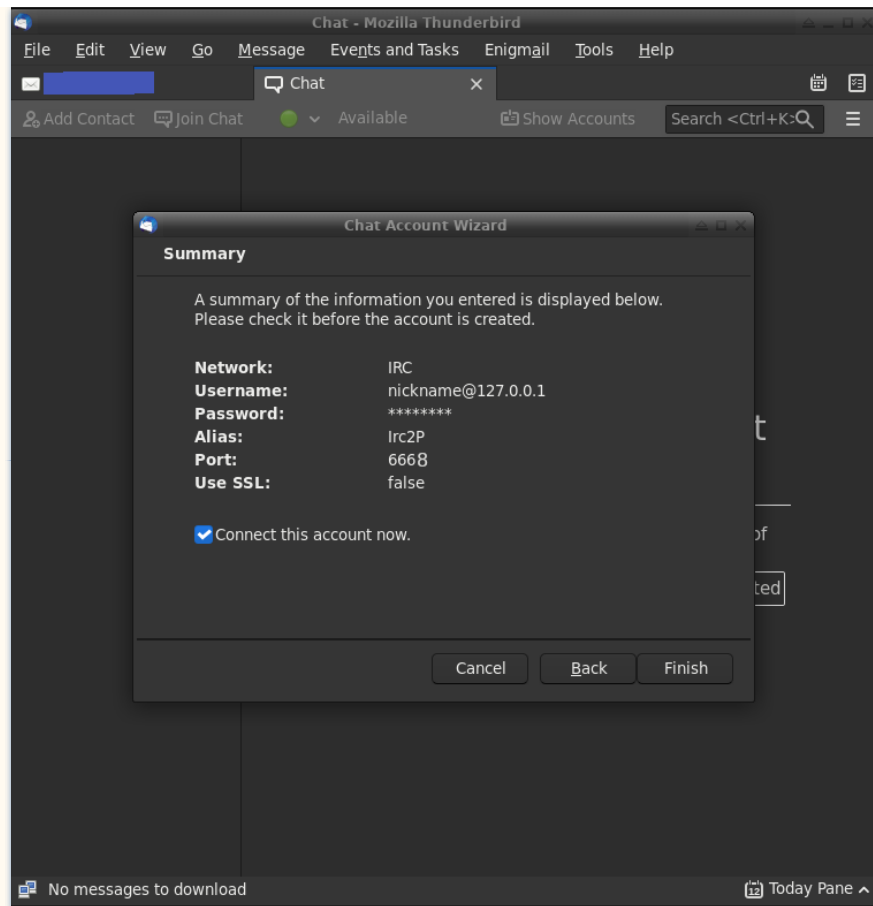 Chat - Mozilla Thunderbird
File Edit View Go Message Events and Tasks Enigmail Tools Help
Chat
Add Contact Join Chat Available Show Accounts Search <Ctrl+K>
Chat Account Wizard
Summary
A summary of the information you entered is displayed below.
Please check it before the account is created.
Network: IRC
Username: nickname@127.0.0.1
Password: ********
Alias: Irc2P
Port: 6668
Use SSL: false
t
Connect this account now.
of
ted
Cancel Back Finish
No messages to download 12 Today Pane